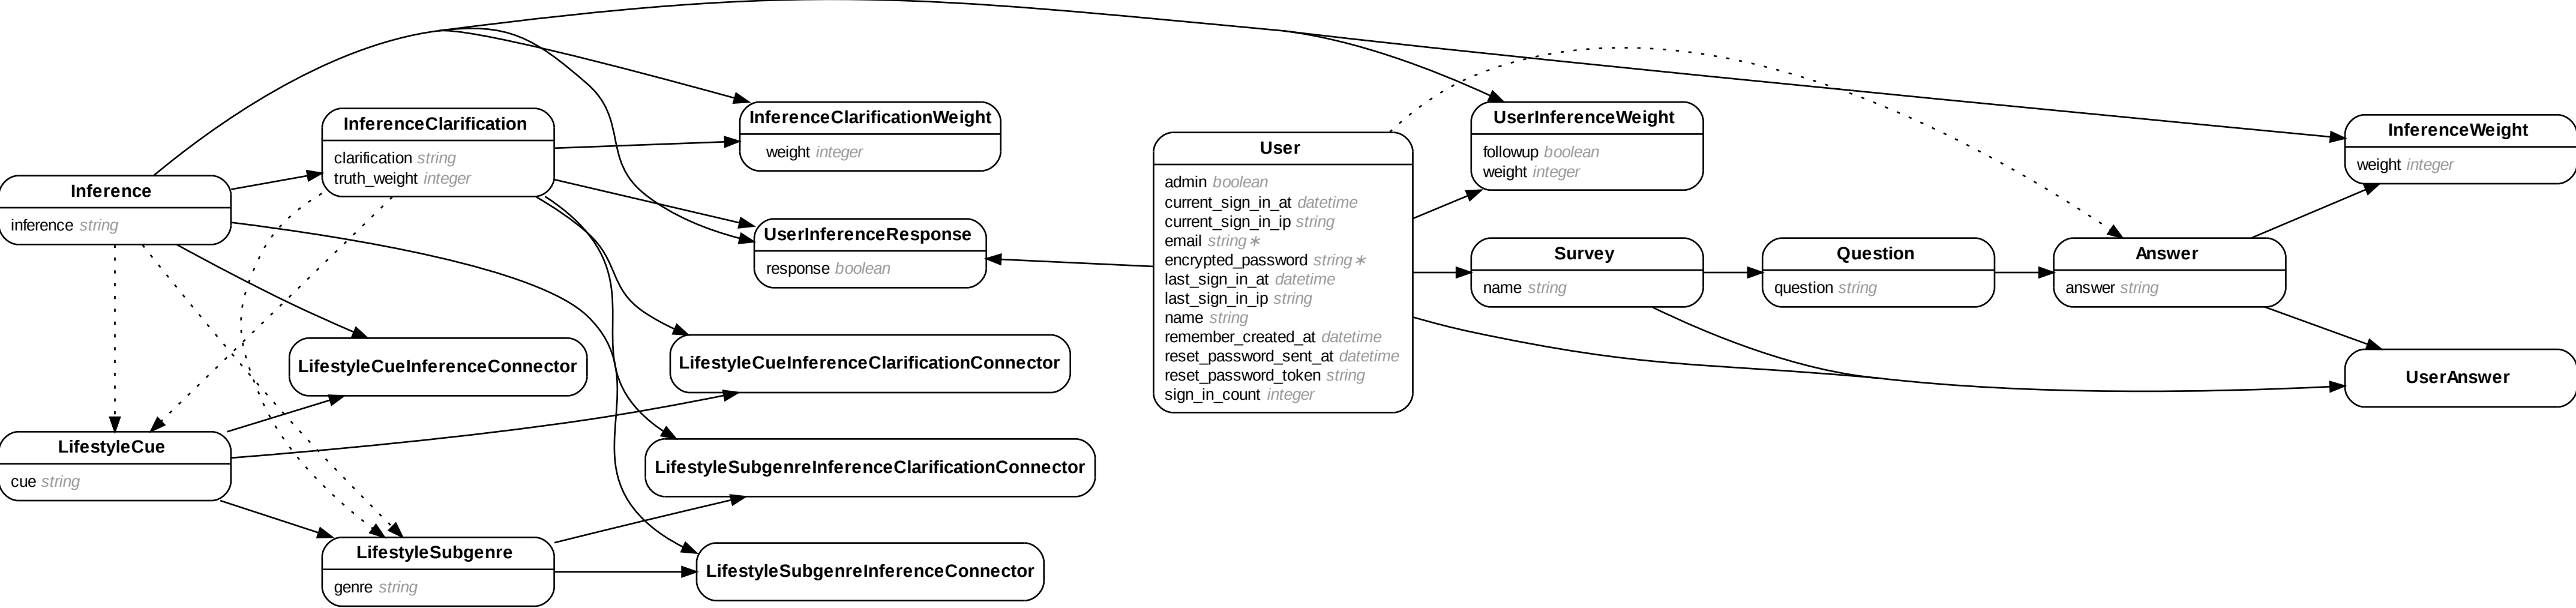 Inference
inference string
InferenceClarification
clarification string
truth_weight integer
LifestyleCue
cue string
LifestyleCueInferenceConnector
LifestyleSubgenre
genre string
InferenceClarificationWeight
weight integer
UserInferenceResponse
response boolean
LifestyleCueInferenceClarificationConnector
LifestyleSubgenreInferenceClarificationConnector
LifestyleSubgenreInferenceConnector
User
admin boolean
current_sign_in_at datetime
current_sign_in_ip string
email string∗
encrypted_password string∗
last_sign_in_at datetime
last_sign_in_ip string
name string
remember_created_at datetime
reset_password_sent_at datetime
reset_password_token string
sign_in_count integer
UserInferenceWeight
followup boolean
weight integer
Survey
name string
Question
question string
Answer
answer string
InferenceWeight
weight integer
UserAnswer